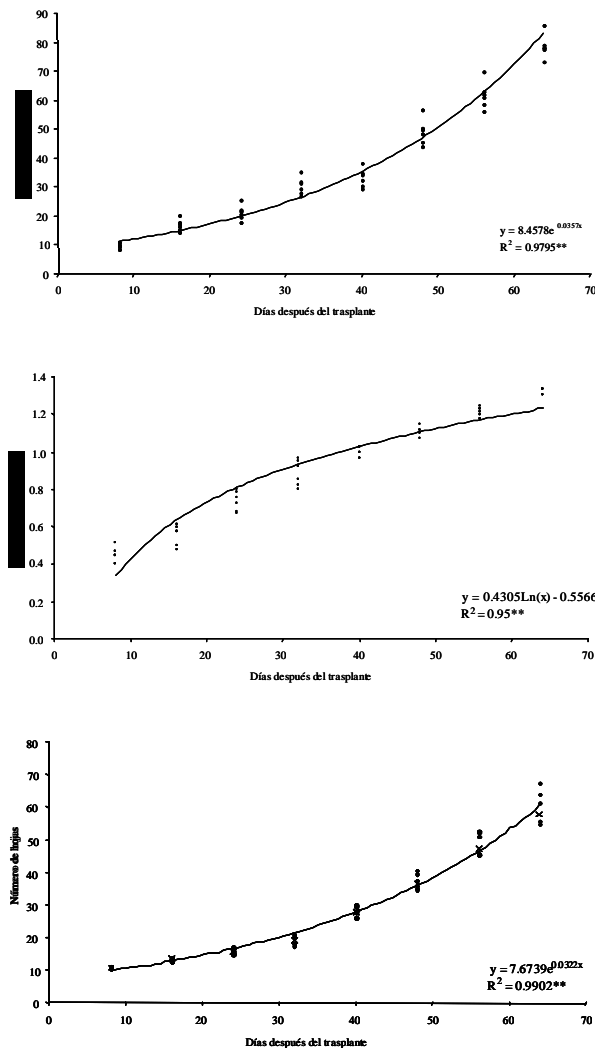 90
80
70
60
50
40
30
20
10
0
y = 8.4578e 0.0357x
R2 = 0.9795**
0 10 20 30 40 50 60 70
Días después del trasplante
1.4
1.2
1.0
0.8
0.6
0.4
0.2
0.0
y = 0.4305Ln(x) - 0.5566
R2 = 0.95**
0 10 20 30 40 50 60 70
Días después del trasplante
80
70
60
50
40
30
20
10
0
Número de hojas
y = 7.6739e0.0322x
R2 = 0.9902**
0 10 20 30 40 50 60 70
Días después del trasplante